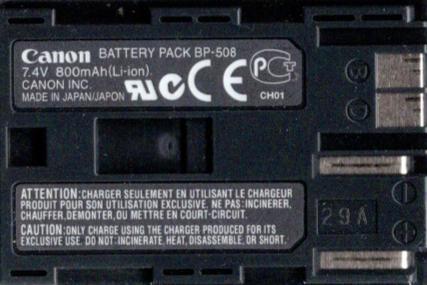 Canon BATTERY PACK BP-508
7.4V 800mAh(Li-ion)
CANON INC.
MADE IN JAPAN/JAPON
CH01
B D
ATTENTION:CHARGER SEULEMENT EN UTILISANT LE CHARGEUR
PRODUIT POUR SON UTILISATION EXCLUSIVE. NE PAS:INCINERER,
CHAUFFER,DEMONTER,OU METTRE EN COURT-CIRCUIT.
CAUTION:ONLY CHARGE USING THE CHARGER PRODUCED FOR ITS
EXCLUSIVE USE. DO NOT:INCINERATE, HEAT, DISASSEMBLE, OR SHORT.
29A